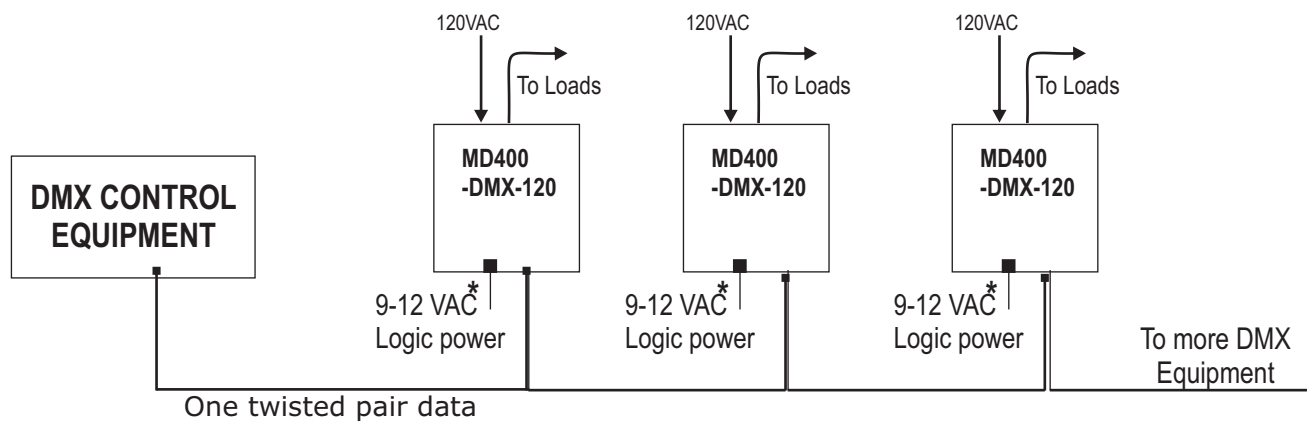 120VAC
To Loads
120VAC
To Loads
120VAC
To Loads
DMX CONTROL
EQUIPMENT
MD400
-DMX-120
MD400
-DMX-120
MD400
-DMX-120
9-12 VAC*
Logic power
9-12 VAC*
Logic power
9-12 VAC*
Logic power
To more DMX
Equipment
One twisted pair data